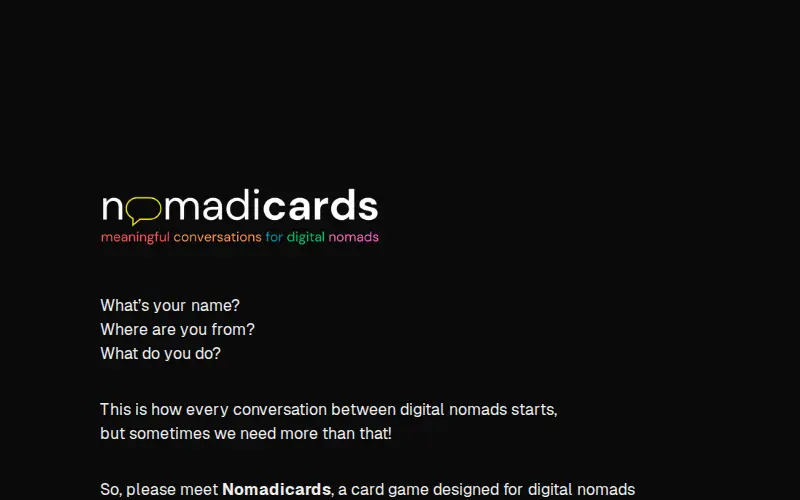 nomadicards
meaningful conversations for digital nomads
What's your name?
Where are you from?
What do you do?
This is how every conversation between digital nomads starts,
but sometimes we need more than that!
So, please meet Nomadicards, a card game designed for digital nomads